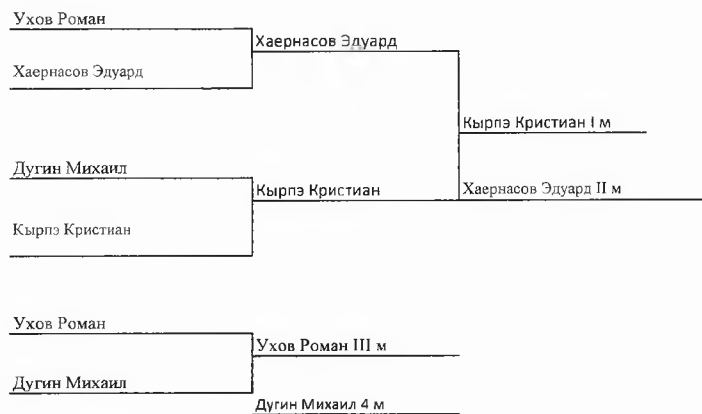 Ухов Роман
Хаернасов Эдуард
Хаернасов Эдуард
Кырпэ Кристиан I м
Дугин Михаил
Кырпэ Кристиан
Хаернасов Эдуард II м
Кырпэ Кристиан
Ухов Роман
Ухов Роман III м
Дугин Михаил
Дугин Михаил 4 м